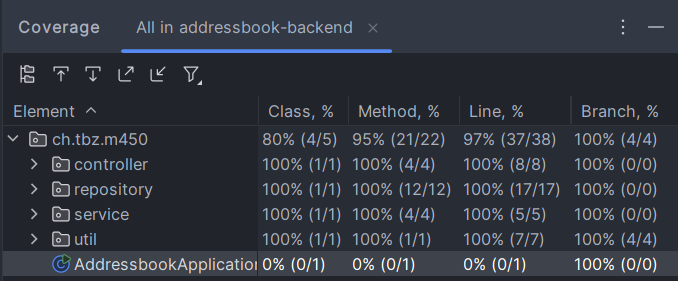 Coverage All in addressbook-backend
Element Class, % Method, % Line, % Branch, %
ch.tbz.m450 80% (4/5) 95% (21/22) 97% (37/38) 100% (4/4)
controller 100% (1/1) 100% (4/4) 100% (8/8) 100% (0/0)
repository 100% (1/1) 100% (12/12) 100% (17/17) 100% (0/0)
service 100% (1/1) 100% (4/4) 100% (5/5) 100% (0/0)
util 100% (1/1) 100% (1/1) 100% (7/7) 100% (4/4)
AddressbookApplication 0% (0/1) 0% (0/1) 0% (0/1) 100% (0/0)